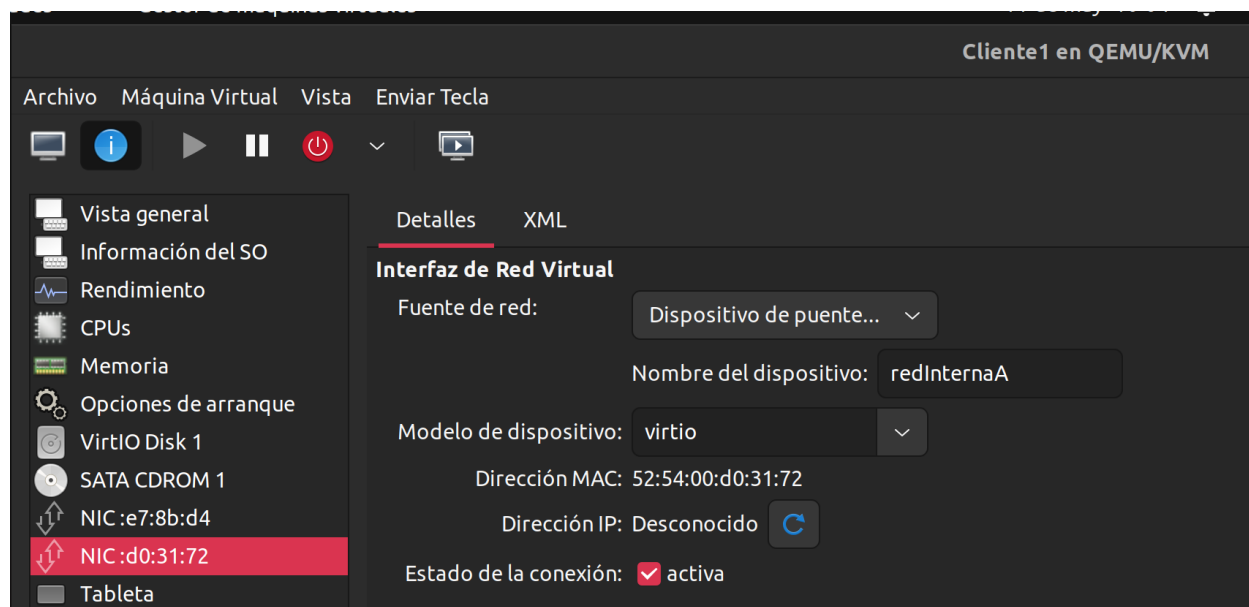 Cliente1 en QEMU/KVM
Archivo Máquina Virtual Vista Enviar Tecla
Vista general
Información del SO
Rendimiento
CPUs
Memoria
Opciones de arranque
VirtIO Disk 1
SATA CDROM 1
NIC :e7:8b:d4
NIC :d0:31:72
Tableta
Detalles XML
Interfaz de Red Virtual
Fuente de red: Dispositivo de puente...
Nombre del dispositivo: redInternaA
Modelo de dispositivo: virtio
Dirección MAC: 52:54:00:d0:31:72
Dirección IP: Desconocido
Estado de la conexión: activa